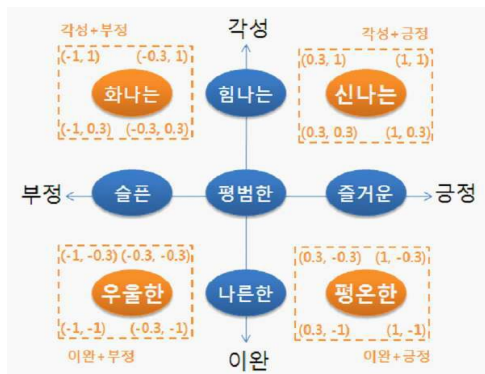 각성
각성+부정
각성+긍정
(-1, 1) (-0.3, 1)
(0.3, 1) (1, 1)
화나는
힘나는
신나는
(-1, 0.3) (-0.3, 0.3)
(0.3, 0.3) (1, 0.3)
부정
슬픈
평범한
즐거운
긍정
(-1, -0.3) (-0.3, -0.3)
(0.3, -0.3) (1, -0.3)
우울한
나른한
평온한
(-1, -1) (-0.3, -1)
(0.3, -1) (1, -1)
이완+부정
이완
이완+긍정